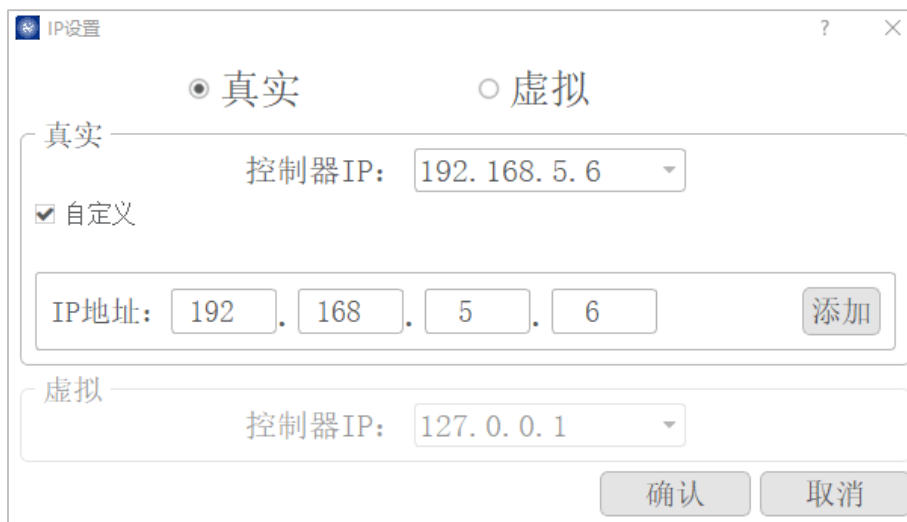 IP设置
真实 虚拟
真实
控制器IP: 192.168.5.6
自定义
IP地址: 192 . 168 . 5 . 6 添加
虚拟
控制器IP: 127.0.0.1
确认 取消